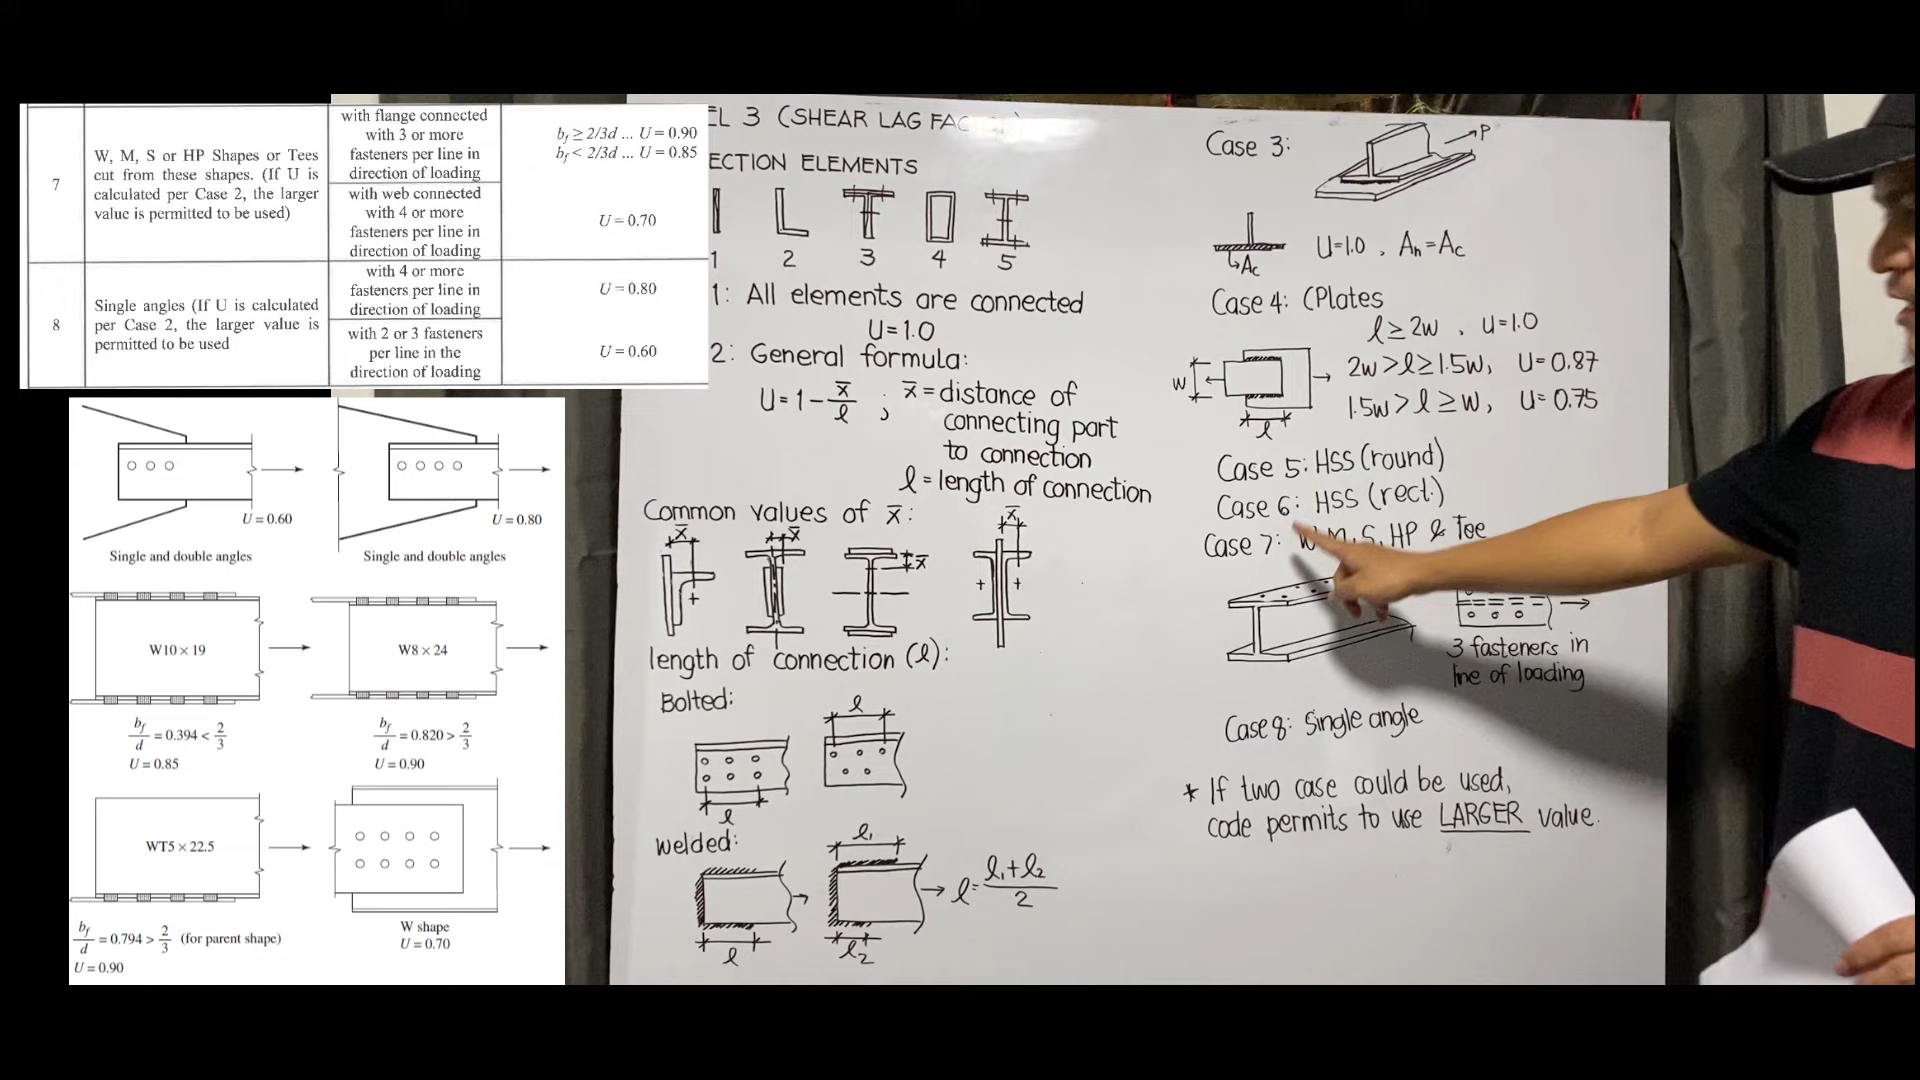 7
W, M, S or HP Shapes or Tees
cut from these shapes. (If U is
calculated per Case 2, the larger
value is permitted to be used)
with flange connected
with 3 or more
fasteners per line in
direction of loading
bf ≥ 2/3d ... U = 0.90
bf < 2/3d ... U = 0.85
with web connected
with 4 or more
fasteners per line in
direction of loading
U = 0.70
8
Single angles (If U is calculated
per Case 2, the larger value is
permitted to be used
with 4 or more
fasteners per line in
direction of loading
U = 0.80
with 2 or 3 fasteners
per line in the
direction of loading
U = 0.60
U = 0.60
Single and double angles
U = 0.80
Single and double angles
W10 × 19
bf/d = 0.394 < 2/3
U = 0.85
W8 × 24
bf/d = 0.820 > 2/3
U = 0.90
WT5 × 22.5
bf/d = 0.794 > 2/3 (for parent shape)
U = 0.90
W shape
U = 0.70
EL 3 (SHEAR LAG FAC
ECTION ELEMENTS
1 2 3 4 5
1: All elements are connected
U=1.0
2: General formula:
U = 1 - x̄/l ; x̄ = distance of
connecting part
to connection
l = length of connection
Common values of x̄:
x̄ x̄ x̄ x̄
length of connection (l):
Bolted:
l
l
Welded:
l
l1
l2
l = l1+l2/2
Case 3:
P
Ac
U=1.0 , An=Ac
Case 4: (Plates
l ≥ 2w , U=1.0
2w > l ≥ 1.5w, U=0.87
1.5w > l ≥ w, U=0.75
w
l
Case 5: HSS (round)
Case 6: HSS (rect.)
Case 7: W, M, S, HP & Tee
3 fasteners in
line of loading
Case 8: Single angle
* If two case could be used,
code permits to use LARGER value.